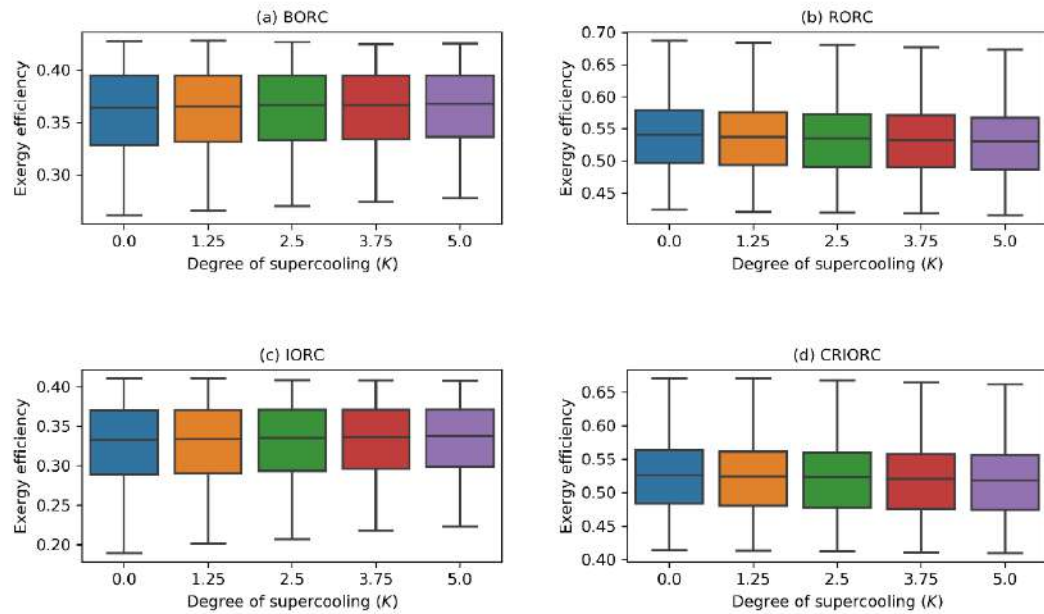 (a) BORC
Exergy efficiency
0.40
0.35
0.30
0.0 1.25 2.5 3.75 5.0
Degree of supercooling (K)
(b) RORC
Exergy efficiency
0.70
0.65
0.60
0.55
0.50
0.45
0.0 1.25 2.5 3.75 5.0
Degree of supercooling (K)
(c) IORC
Exergy efficiency
0.40
0.35
0.30
0.25
0.20
0.0 1.25 2.5 3.75 5.0
Degree of supercooling (K)
(d) CRIORC
Exergy efficiency
0.65
0.60
0.55
0.50
0.45
0.40
0.0 1.25 2.5 3.75 5.0
Degree of supercooling (K)